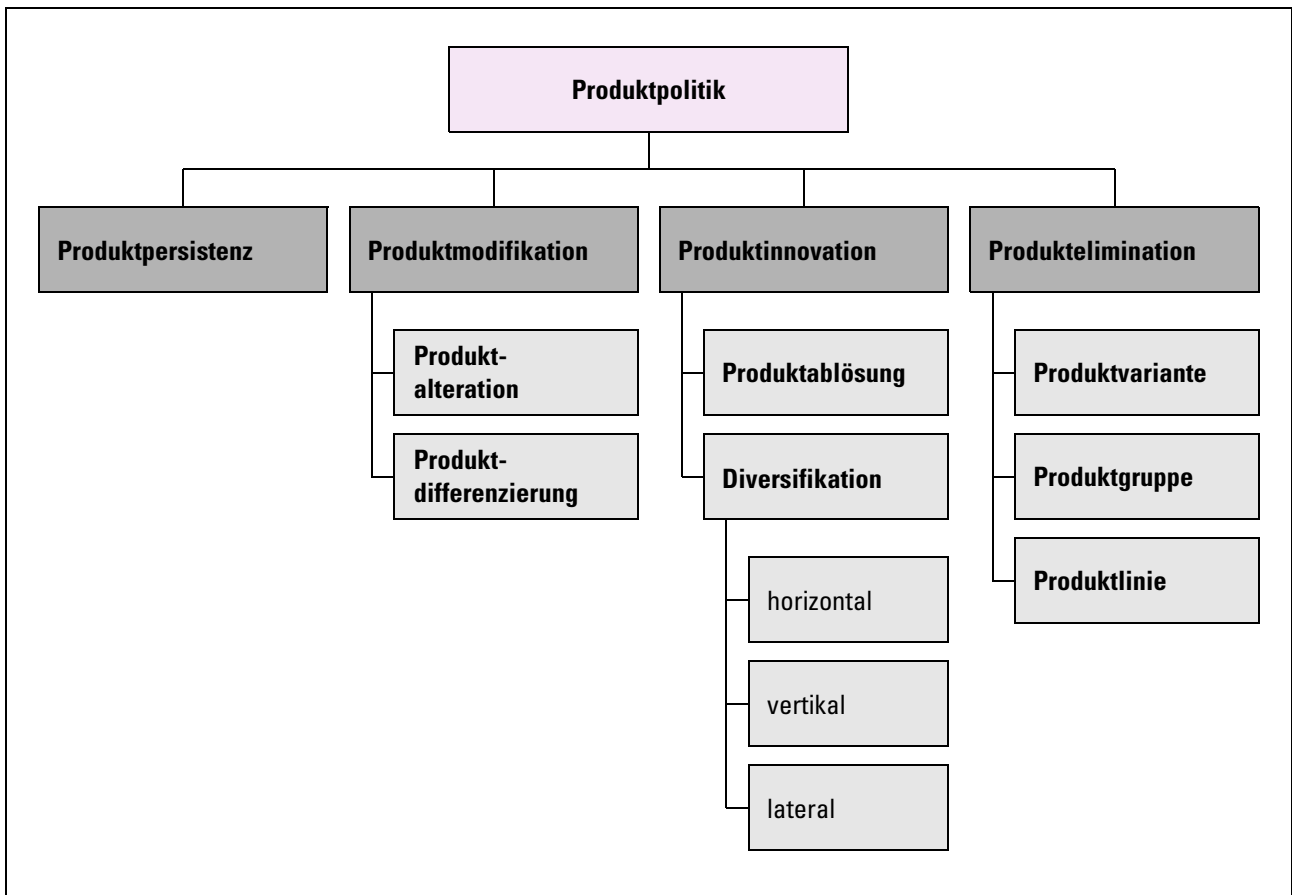 Produktpolitik
Produktpersistenz
Produktmodifikation
Produkt-
alteration
Produkt-
differenzierung
Produktinnovation
Produktablösung
Diversifikation
horizontal
vertikal
lateral
Produktelimination
Produktvariante
Produktgruppe
Produktlinie